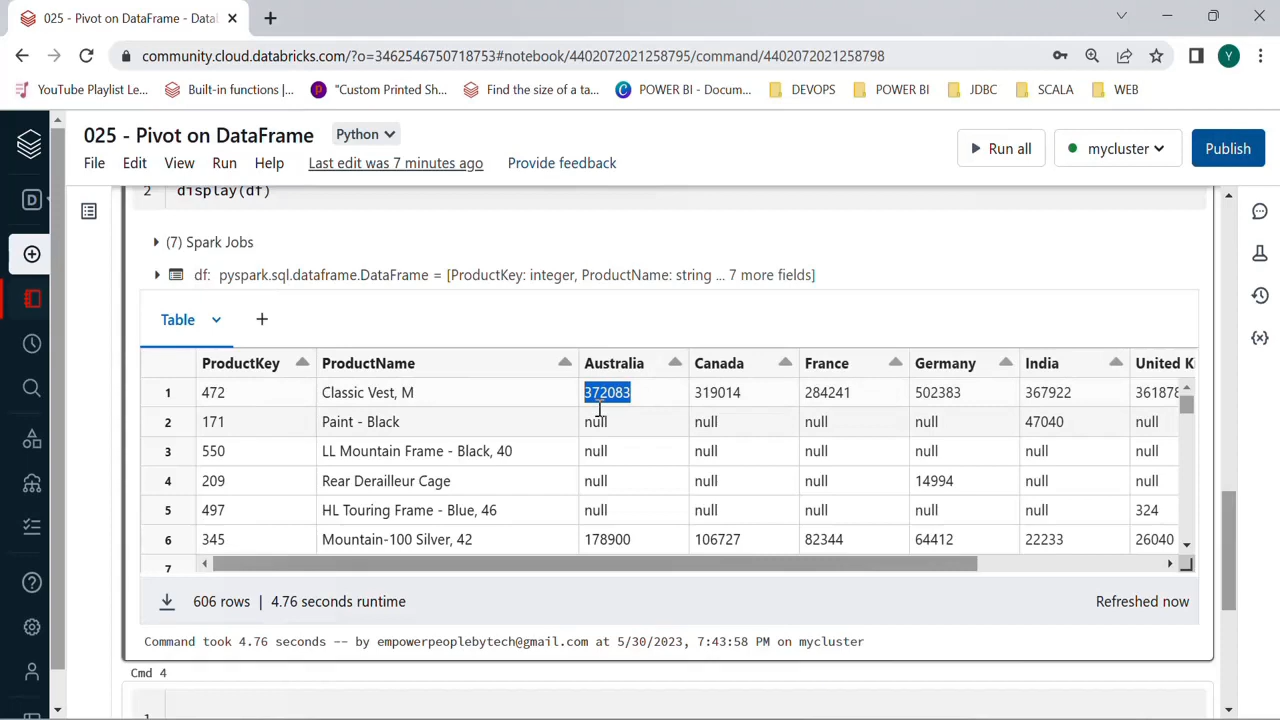 025 - Pivot on DataFrame - Data
community.cloud.databricks.com/?o=3462546750718753#notebook/4402072021258795/command/4402072021258798
Y
YouTube Playlist Le...
Built-in functions |...
"Custom Printed Sh...
Find the size of a ta...
POWER BI - Docum...
DEVOPS
POWER BI
JDBC
SCALA
WEB
025 - Pivot on DataFrame
Python
Run all
mycluster
Publish
File
Edit
View
Run
Help
Last edit was 7 minutes ago
Provide feedback
D
2 display(df)
(7) Spark Jobs
df: pyspark.sql.dataframe.DataFrame = [ProductKey: integer, ProductName: string ... 7 more fields]
Table
ProductKey ProductName Australia Canada France Germany India United K
1 472 Classic Vest, M 372083 319014 284241 502383 367922 361878
2 171 Paint - Black null null null null 47040 null
3 550 LL Mountain Frame - Black, 40 null null null null null null
4 209 Rear Derailleur Cage null null null 14994 null null
5 497 HL Touring Frame - Blue, 46 null null null null null 324
6 345 Mountain-100 Silver, 42 178900 106727 82344 64412 22233 26040
7
606 rows | 4.76 seconds runtime
Refreshed now
Command took 4.76 seconds -- by empowerpeoplebytech@gmail.com at 5/30/2023, 7:43:58 PM on mycluster
Cmd 4
1